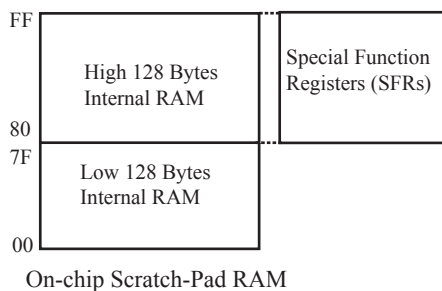 FF
High 128 Bytes
Internal RAM
Special Function
Registers (SFRs)
80
7F
Low 128 Bytes
Internal RAM
00
On-chip Scratch-Pad RAM